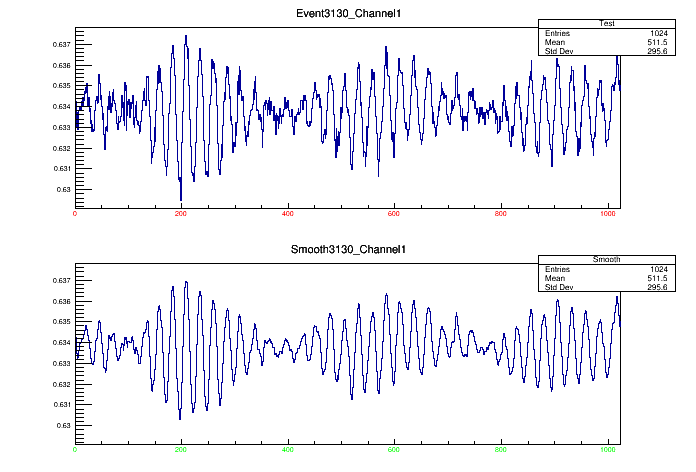 Event3130_Channel1
Test
Entries 1024
Mean 511.5
Std Dev 295.6
0.637
0.636
0.635
0.634
0.633
0.632
0.631
0.63
0 200 400 600 800 1000
Smooth3130_Channel1
Smooth
Entries 1024
Mean 511.5
Std Dev 295.6
0.637
0.636
0.635
0.634
0.633
0.632
0.631
0.63
0 200 400 600 800 1000